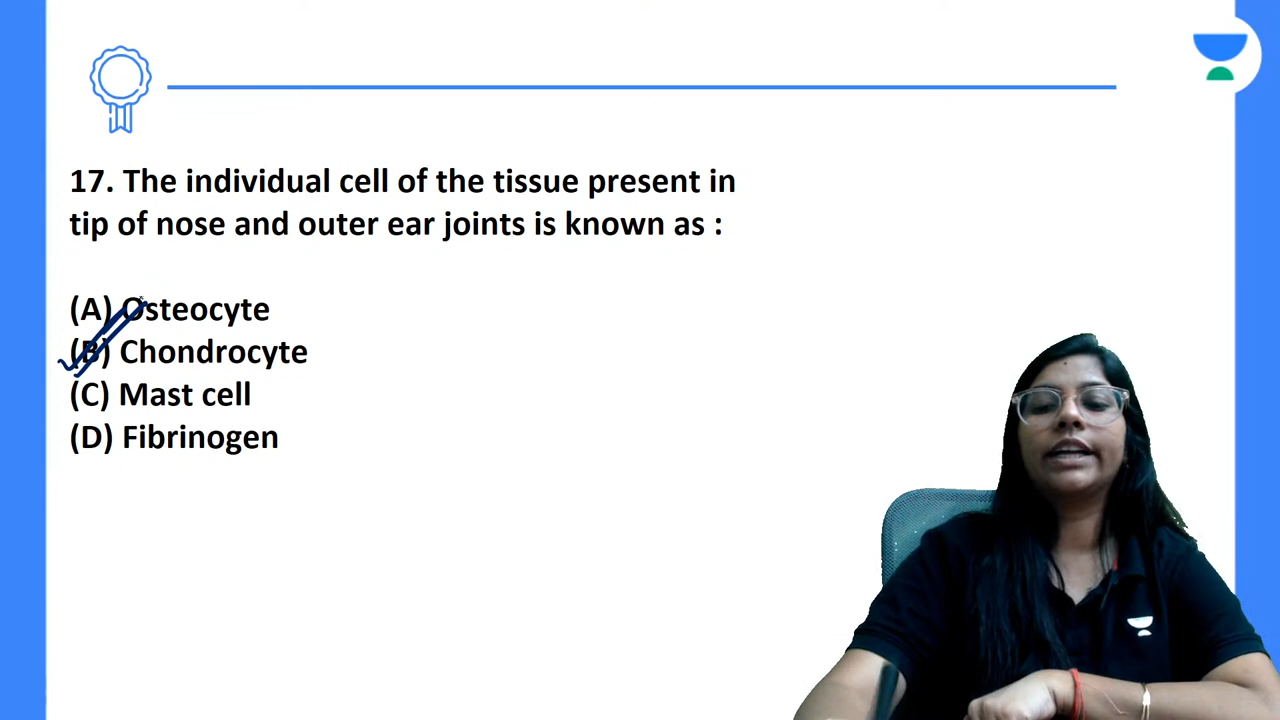 17. The individual cell of the tissue present in
tip of nose and outer ear joints is known as :
(A) Osteocyte
(B) Chondrocyte
(C) Mast cell
(D) Fibrinogen